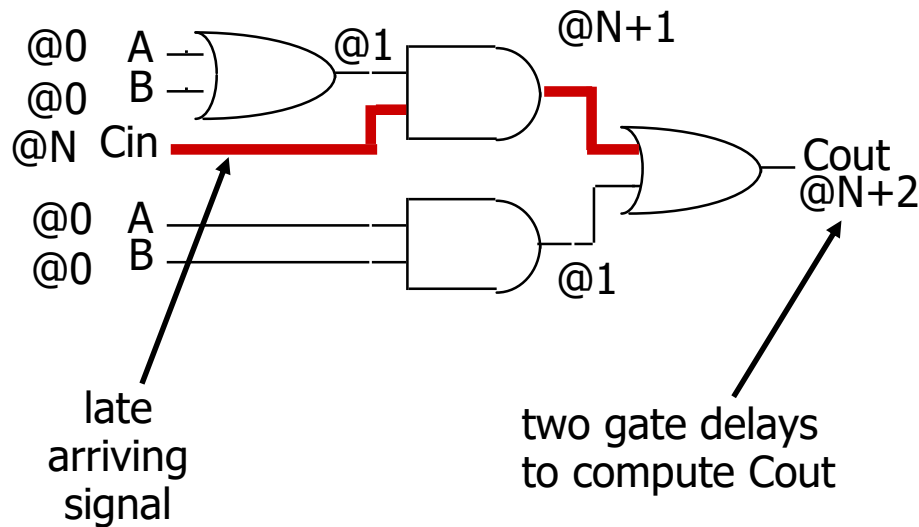 @N+1
@0 A @1
@0 B
@N Cin
Cout
@N+2
@0 A
@0 B
@1
late
arriving
signal
two gate delays
to compute Cout